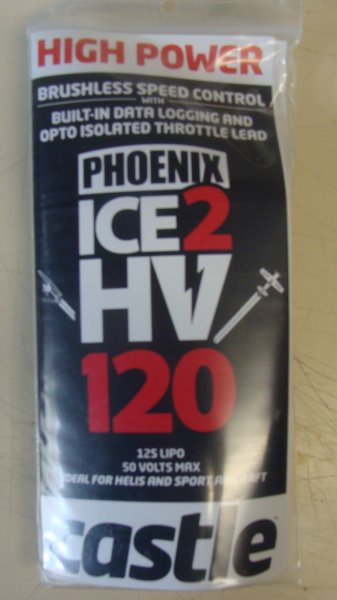 HIGH POWER
BRUSHLESS SPEED CONTROL
WITH
BUILT-IN DATA LOGGING AND
OPTO ISOLATED THROTTLE LEAD
PHOENIX
ICE2
HV
120
12S LIPO
50 VOLTS MAX
IDEAL FOR HELIS AND SPORT AIRCRAFT
castle